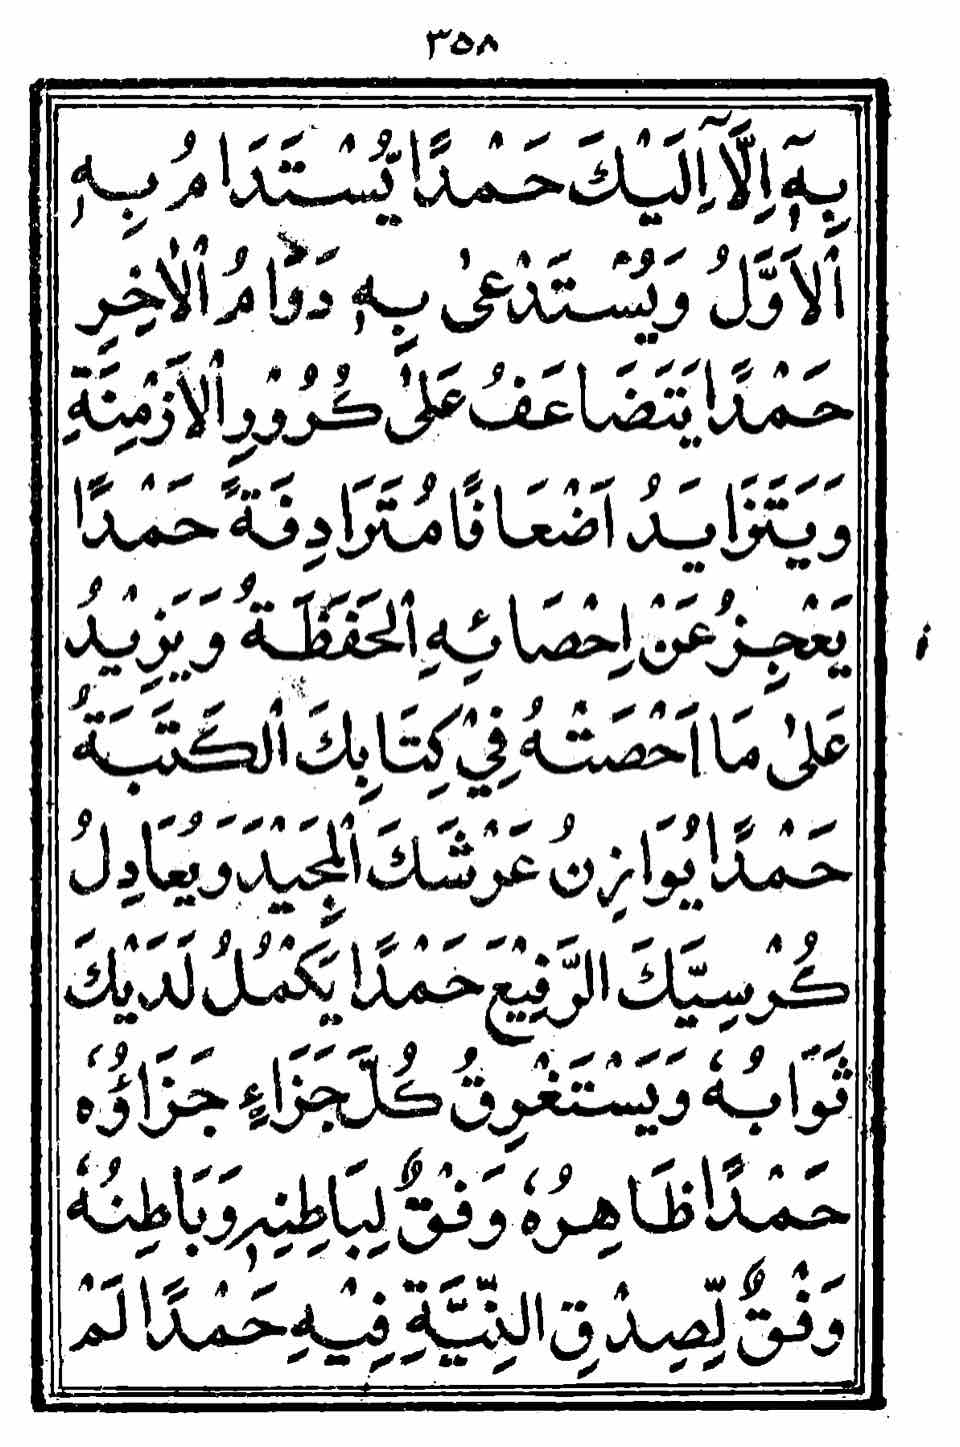 ٣٥٨
بِهٖٓ اِلَّآ اِلَيْكَ حَمْدًا يُّسْتَدَامُ بِهٖ
الْاَوَّلُ وَيُسْتَدْعٰى بِهٖ دَوَامُ الْاٰخِرِ
حَمْدًا يَتَضَاعَفُ عَلٰى كُرُوْرِ الْاَزْمِنَةِ
وَيَتَزَايَدُ اَضْعَافًا مُتَرَادِفَةً حَمْدًا
يَعْجِزُ عَنْ اِحْصَائِهِ الْحَفَظَةُ وَيَزِيْدُ
عَلٰى مَا اَحْصَتْهُ فِيْ كِتَابِكَ الْكَتَبَةُ
حَمْدًا يُوَازِنُ عَرْشَكَ الْمَجِيْدَ وَيُعَادِلُ
كُرْسِيَّكَ الرَّفِيْعَ حَمْدًا يَكْمُلُ لَدَيْكَ
ثَوَابُهٗ وَيَسْتَغْرِقُ كُلَّ جَزَاءٍ جَزَاؤُهٗ
حَمْدًا ظَاهِرُهٗ وَفْقٌ لِبَاطِنِهٖ وَبَاطِنُهٗ
وَفْقٌ لِّصِدْقِ النِّيَّةِ فِيْهِ حَمْدًا لَمْ